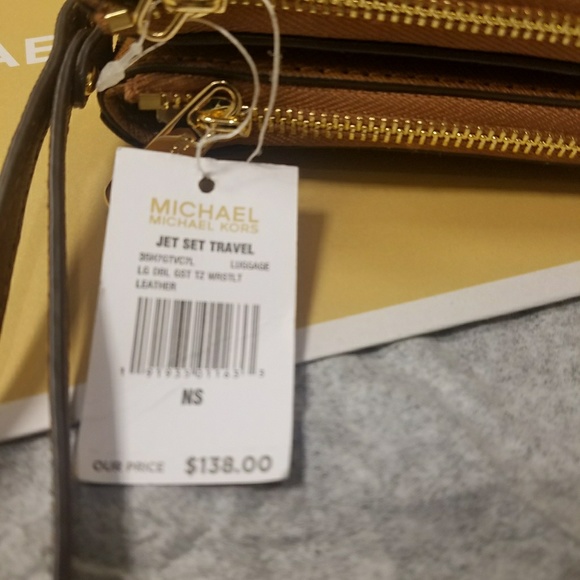 AE
MICHAEL
MICHAEL KORS
JET SET TRAVEL
35H7GTVC7L LUGGAGE
LG DBL GST TZ WRSTLT
LEATHER
NS
OUR PRICE $138.00